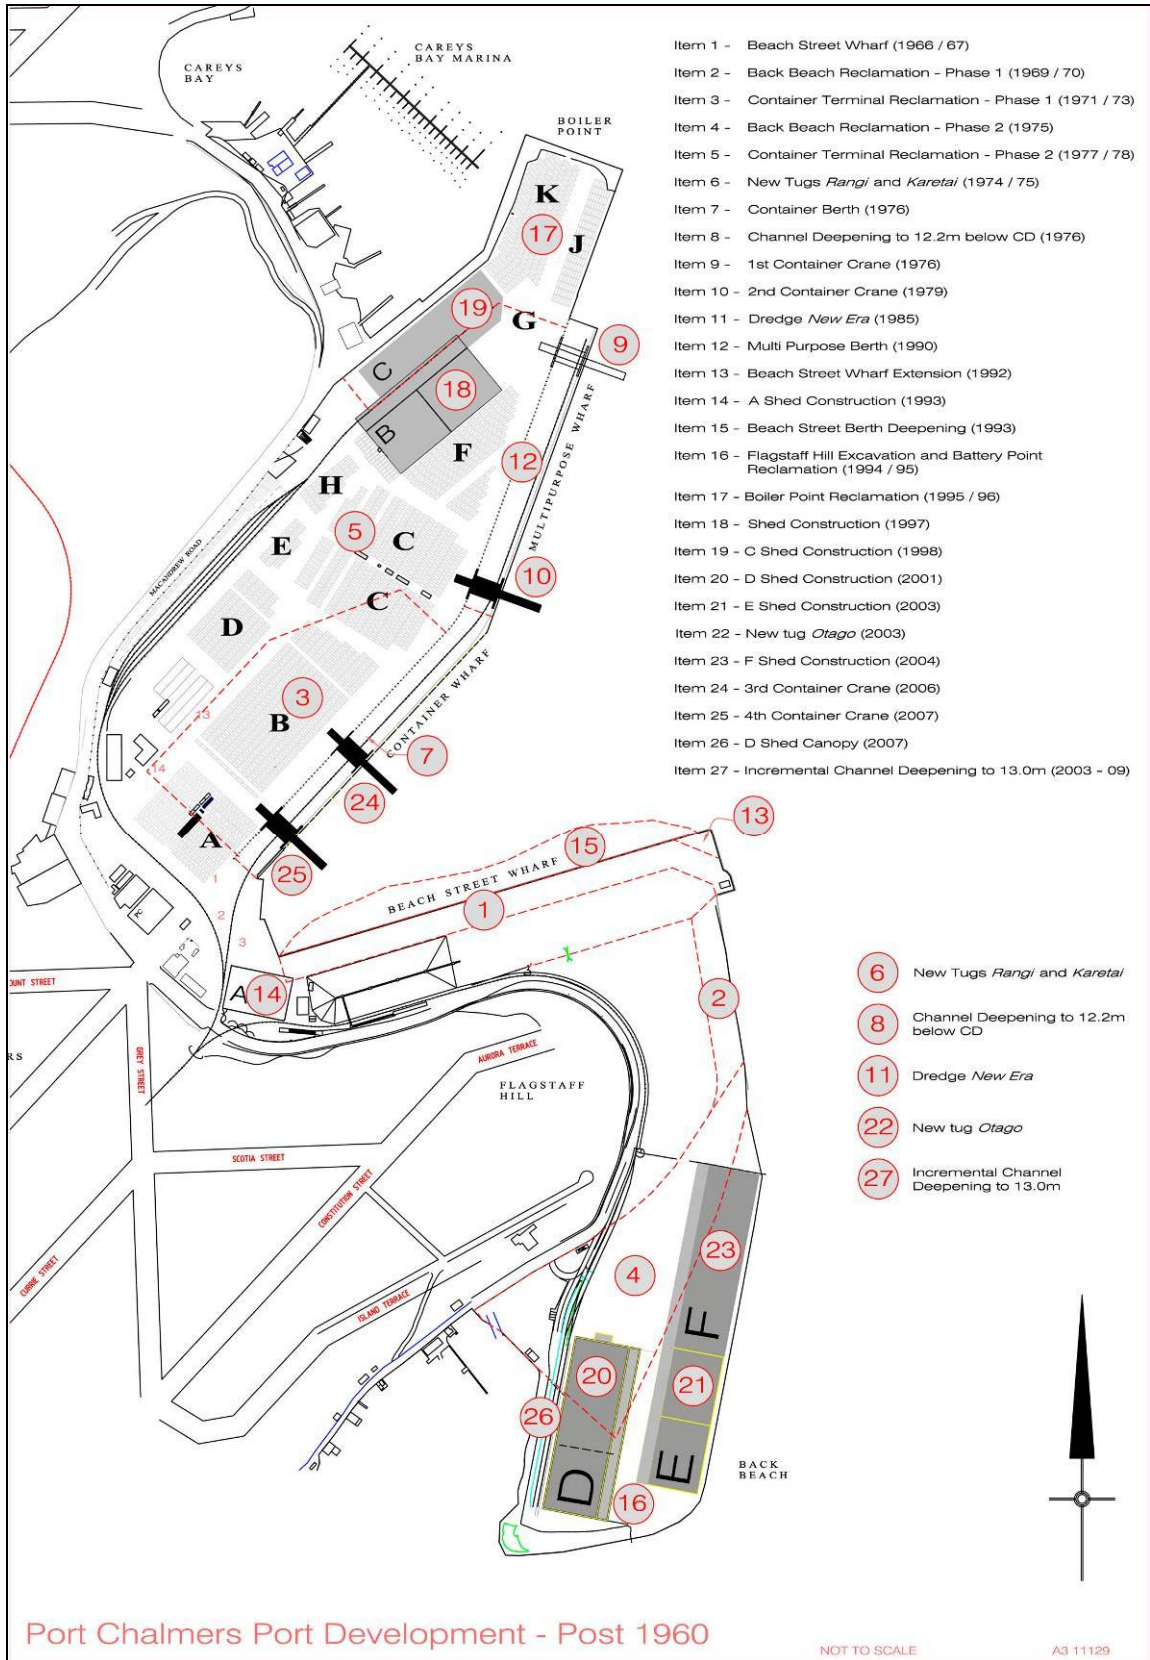 CAREYS
BAY
CAREYS
BAY MARINA
BOILER
POINT
Item 1 - Beach Street Wharf (1966 / 67)
Item 2 - Back Beach Reclamation - Phase 1 (1969 / 70)
Item 3 - Container Terminal Reclamation - Phase 1 (1971 / 73)
Item 4 - Back Beach Reclamation - Phase 2 (1975)
Item 5 - Container Terminal Reclamation - Phase 2 (1977 / 78)
Item 6 - New Tugs Rangi and Karetai (1974 / 75)
Item 7 - Container Berth (1976)
Item 8 - Channel Deepening to 12.2m below CD (1976)
Item 9 - 1st Container Crane (1976)
Item 10 - 2nd Container Crane (1979)
Item 11 - Dredge New Era (1985)
Item 12 - Multi Purpose Berth (1990)
Item 13 - Beach Street Wharf Extension (1992)
Item 14 - A Shed Construction (1993)
Item 15 - Beach Street Berth Deepening (1993)
Item 16 - Flagstaff Hill Excavation and Battery Point
Reclamation (1994 / 95)
Item 17 - Boiler Point Reclamation (1995 / 96)
Item 18 - Shed Construction (1997)
Item 19 - C Shed Construction (1998)
Item 20 - D Shed Construction (2001)
Item 21 - E Shed Construction (2003)
Item 22 - New tug Otago (2003)
Item 23 - F Shed Construction (2004)
Item 24 - 3rd Container Crane (2006)
Item 25 - 4th Container Crane (2007)
Item 26 - D Shed Canopy (2007)
Item 27 - Incremental Channel Deepening to 13.0m (2003 - 09)
K
17
J
19
G
9
C
18
B
F
12
MULTIPURPOSE WHARF
H
5
C
E
10
C
MACANDREW ROAD
D
3
B
13
CONTAINER WHARF
7
14
24
A
25
1
2
3
PC
13
15
BEACH STREET WHARF
1
A
14
2
OUNT STREET
RS
GREY STREET
AURORA TERRACE
FLAGSTAFF
HILL
SCOTIA STREET
CONSTITUTION STREET
CURRIE STREET
ISLAND TERRACE
6 New Tugs Rangi and Karetai
8 Channel Deepening to 12.2m
below CD
11 Dredge New Era
22 New tug Otago
27 Incremental Channel
Deepening to 13.0m
23
4
F
20
21
26
E
D
16
BACK
BEACH
Port Chalmers Port Development - Post 1960
NOT TO SCALE
A3 11129